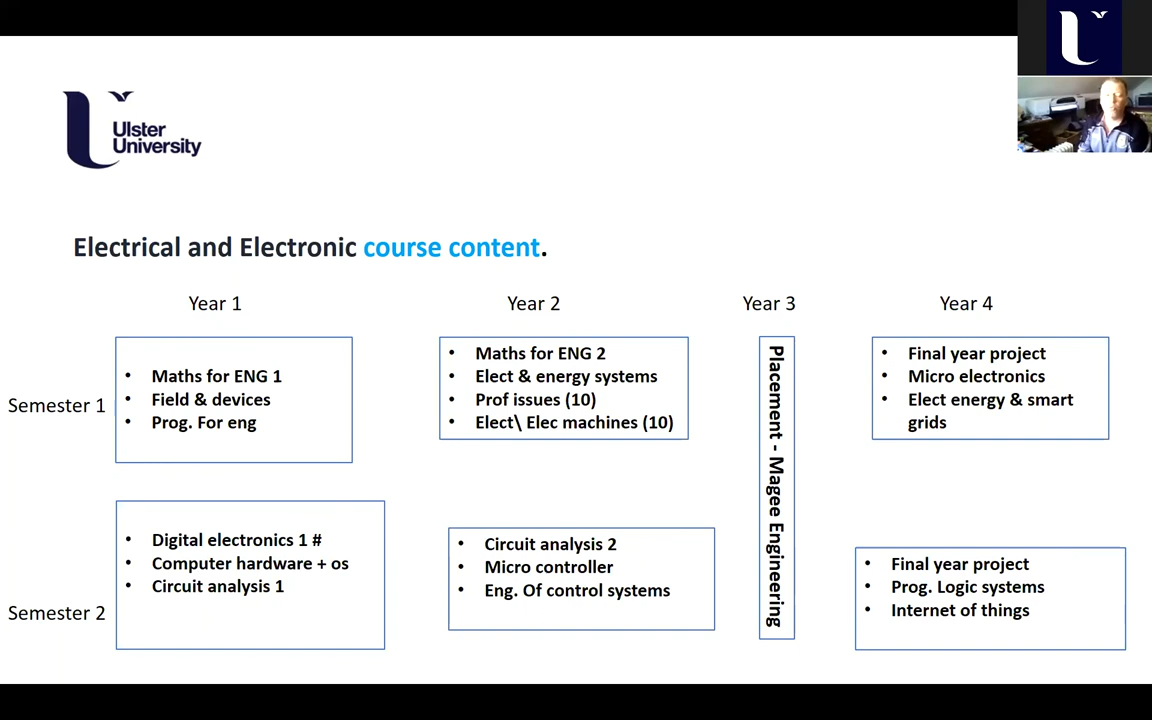 Ulster
University
Electrical and Electronic course content.
Year 1
Year 2
Year 3
Year 4
Semester 1
• Maths for ENG 1
• Field & devices
• Prog. For eng
• Maths for ENG 2
• Elect & energy systems
• Prof issues (10)
• Elect\ Elec machines (10)
Placement - Magee Engineering
• Final year project
• Micro electronics
• Elect energy & smart
grids
Semester 2
• Digital electronics 1 #
• Computer hardware + os
• Circuit analysis 1
• Circuit analysis 2
• Micro controller
• Eng. Of control systems
• Final year project
• Prog. Logic systems
• Internet of things